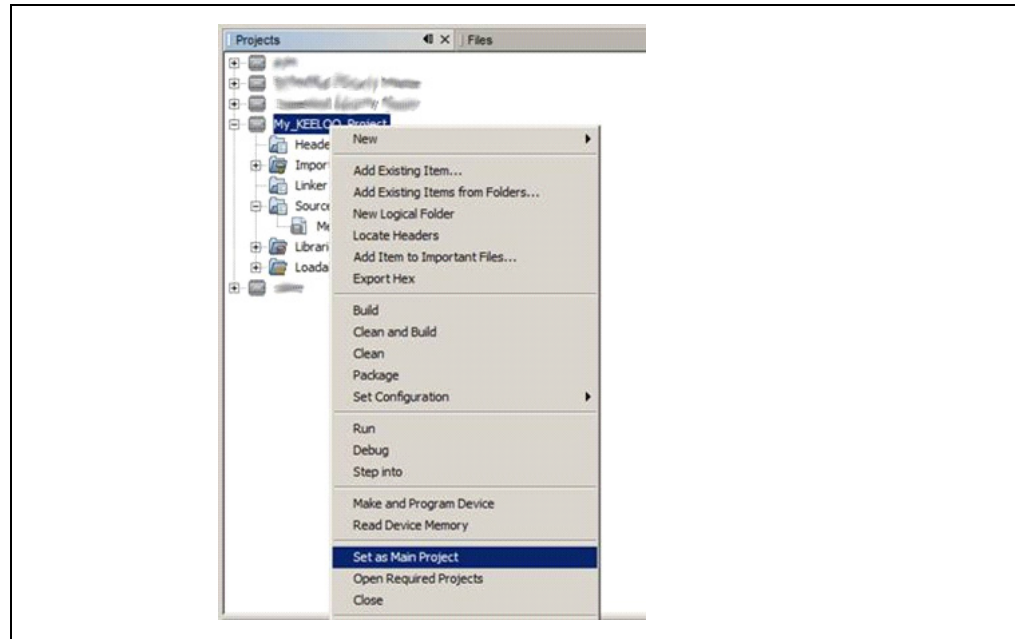 Projects
Files
My_KEELOQ_Project
Heade
Impor
Linker
Source
Me
Librari
Loada
New
Add Existing Item...
Add Existing Items from Folders...
New Logical Folder
Locate Headers
Add Item to Important Files...
Export Hex
Build
Clean and Build
Clean
Package
Set Configuration
Run
Debug
Step into
Make and Program Device
Read Device Memory
Set as Main Project
Open Required Projects
Close